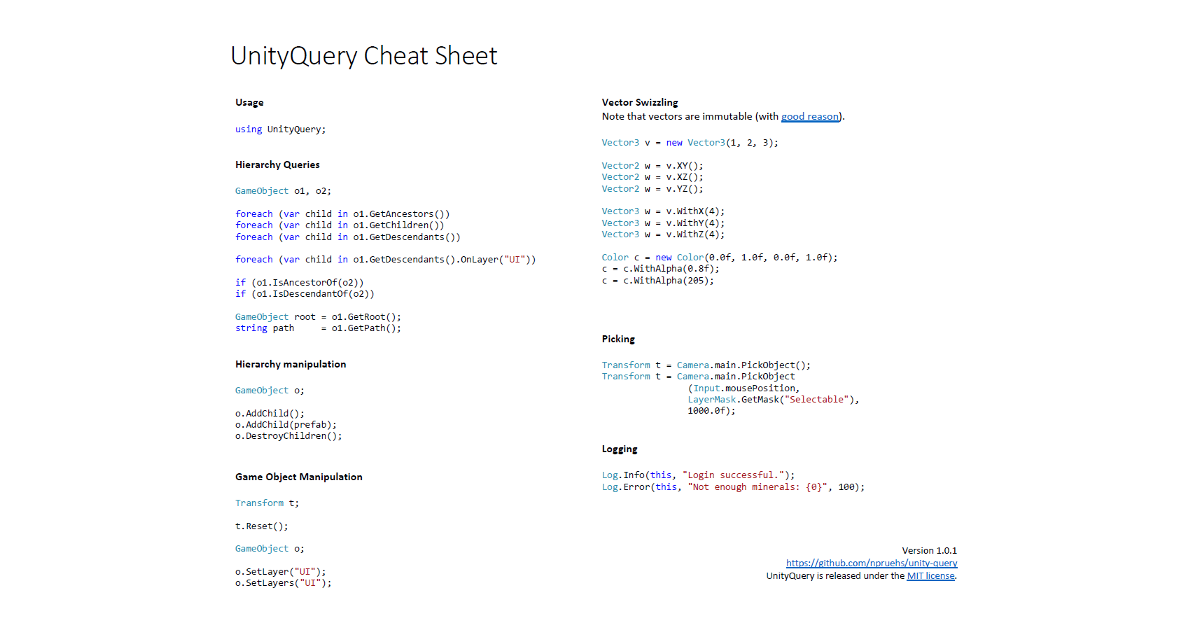 UnityQuery Cheat Sheet
Usage
using UnityQuery;
Hierarchy Queries
GameObject o1, o2;
foreach (var child in o1.GetAncestors())
foreach (var child in o1.GetChildren())
foreach (var child in o1.GetDescendants())
foreach (var child in o1.GetDescendants().OnLayer("UI"))
if (o1.IsAncestorOf(o2))
if (o1.IsDescendantOf(o2))
GameObject root = o1.GetRoot();
string path     = o1.GetPath();
Hierarchy manipulation
GameObject o;
o.AddChild();
o.AddChild(prefab);
o.DestroyChildren();
Game Object Manipulation
Transform t;
t.Reset();
GameObject o;
o.SetLayer("UI");
o.SetLayers("UI");
Vector Swizzling
Note that vectors are immutable (with good reason).
Vector3 v = new Vector3(1, 2, 3);
Vector2 w = v.XY();
Vector2 w = v.XZ();
Vector2 w = v.YZ();
Vector3 w = v.WithX(4);
Vector3 w = v.WithY(4);
Vector3 w = v.WithZ(4);
Color c = new Color(0.0f, 1.0f, 0.0f, 1.0f);
c = c.WithAlpha(0.8f);
c = c.WithAlpha(205);
Picking
Transform t = Camera.main.PickObject();
Transform t = Camera.main.PickObject
(Input.mousePosition,
LayerMask.GetMask("Selectable"),
1000.0f);
Logging
Log.Info(this, "Login successful.");
Log.Error(this, "Not enough minerals: {0}", 100);
Version 1.0.1
https://github.com/npruehs/unity-query
UnityQuery is released under the MIT license.